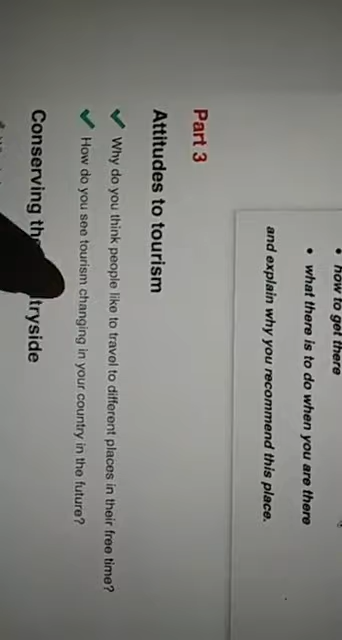 • how to get there
• what there is to do when you are there
and explain why you recommend this place.
Part 3
Attitudes to tourism
✔ Why do you think people like to travel to different places in their free time?
✔ How do you see tourism changing in your country in the future?
Conserving th tryside